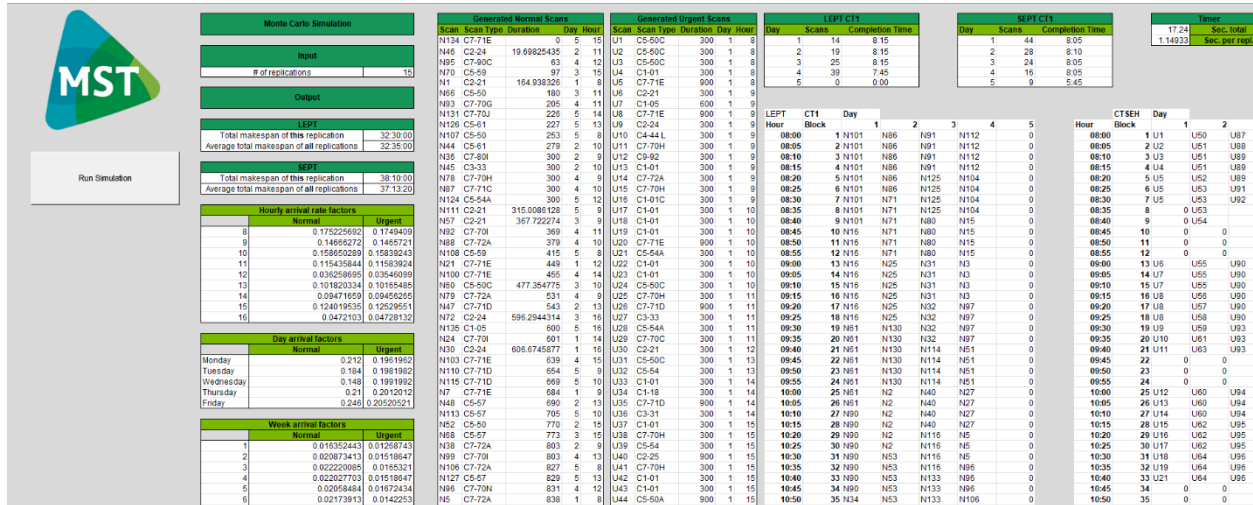 MST
Run Simulation
Monte Carlo Simulation
Input
# of replications 15
Output
LEPT
Total makespan of this replication 32:30:00
Average total makespan of all replications 32:35:00
SEPT
Total makespan of this replication 38:10:00
Average total makespan of all replications 37:13:20
Hourly arrival rate factors
Normal Urgent
8 0.175225692 0.1749409
9 0.14666272 0.1465721
10 0.158650289 0.15839243
11 0.115435844 0.11583924
12 0.036258695 0.03546099
13 0.101820334 0.10165485
14 0.09471659 0.09456265
15 0.124019535 0.12529551
16 0.0472103 0.04728132
Day arrival factors
Normal Urgent
Monday 0.212 0.1961962
Tuesday 0.184 0.1981982
Wednesday 0.148 0.1991992
Thursday 0.21 0.2012012
Friday 0.246 0.20520521
Week arrival factors
Normal Urgent
1 0.016352443 0.01268743
2 0.020873413 0.01518647
3 0.022220085 0.0165321
4 0.022027703 0.01518647
5 0.02058484 0.01672434
6 0.02173913 0.0142253
Generated Normal Scans
Scan Scan Type Duration Day Hour
N134 C7-71E 0 5 15
N46 C2-24 19.69825435 2 11
N95 C7-90C 63 4 12
N70 C5-59 97 3 15
N1 C2-21 164.938326 1 8
N66 C5-50 180 3 11
N93 C7-70G 205 4 11
N131 C7-70J 226 5 14
N126 C5-61 227 5 13
N107 C5-50 253 5 8
N44 C5-61 279 2 10
N36 C7-80I 300 2 9
N45 C3-33 300 2 10
N78 C7-70H 300 4 9
N87 C7-71C 300 4 10
N124 C5-54A 300 5 12
N111 C2-21 315.0086128 5 9
N57 C2-21 367.722274 3 9
N92 C7-70I 369 4 11
N88 C7-72A 379 4 10
N108 C5-59 415 5 8
N21 C7-71E 449 1 12
N100 C7-71E 455 4 14
N60 C5-50C 477.354775 3 10
N79 C7-72A 531 4 9
N47 C7-71D 543 2 13
N72 C2-24 596.2944314 3 16
N135 C1-05 600 5 16
N24 C7-70I 601 1 14
N30 C2-24 606.6745877 1 16
N103 C7-71E 639 4 15
N110 C7-71D 654 5 9
N115 C7-71D 669 5 10
N7 C7-71E 684 1 9
N48 C5-57 690 2 13
N113 C5-57 705 5 10
N52 C5-50 770 2 15
N68 C5-57 773 3 15
N38 C7-72A 803 2 9
N99 C7-70I 803 4 13
N106 C7-72A 827 5 8
N127 C5-57 829 5 13
N96 C7-70N 831 4 12
N5 C7-72A 838 1 8
Generated Urgent Scans
Scan Scan Type Duration Day Hour
U1 C5-50C 300 1 8
U2 C5-50C 300 1 8
U3 C5-50C 300 1 8
U4 C1-01 300 1 8
U5 C7-71E 900 1 9
U6 C2-21 300 1 9
U7 C1-05 600 1 9
U8 C7-71E 900 1 9
U9 C2-24 300 1 9
U10 C4-44 L 300 1 9
U11 C7-70H 300 1 9
U12 C9-92 300 1 9
U13 C1-01 300 1 9
U14 C7-72A 300 1 9
U15 C7-70H 300 1 9
U16 C1-01C 300 1 9
U17 C1-01 300 1 10
U18 C1-01 300 1 10
U19 C1-01 300 1 10
U20 C7-71E 900 1 10
U21 C5-54A 300 1 10
U22 C1-01 300 1 10
U23 C1-01 300 1 10
U24 C5-50C 300 1 10
U25 C7-70H 300 1 11
U26 C7-71D 900 1 11
U27 C3-33 300 1 11
U28 C5-54A 300 1 11
U29 C7-70C 300 1 11
U30 C2-21 300 1 12
U31 C5-50C 300 1 13
U32 C5-54 300 1 13
U33 C1-01 300 1 14
U34 C1-18 300 1 14
U35 C7-71D 900 1 14
U36 C3-31 300 1 15
U37 C1-01 300 1 15
U38 C7-70H 300 1 15
U39 C5-54 300 1 15
U40 C2-25 900 1 15
U41 C7-70H 300 1 15
U42 C1-01 300 1 15
U43 C1-01 300 1 15
U44 C5-50A 900 1 15
LEPT CT1
Day Scans Completion Time
1 14 8:15
2 19 8:15
3 25 8:15
4 39 7:45
5 0 0:00
SEPT CT1
Day Scans Completion Time
1 44 8:05
2 28 8:10
3 24 8:05
4 16 8:05
5 9 5:45
Timer
17.24 Sec. total
1.14933 Sec. per repl.
LEPT CT1 Day
Hour Block 1 2 3 4 5
08:00 1 N101 N86 N91 N112 0
08:05 2 N101 N86 N91 N112 0
08:10 3 N101 N86 N91 N112 0
08:15 4 N101 N86 N91 N112 0
08:20 5 N101 N86 N125 N104 0
08:25 6 N101 N86 N125 N104 0
08:30 7 N101 N71 N125 N104 0
08:35 8 N101 N71 N125 N104 0
08:40 9 N101 N71 N80 N15 0
08:45 10 N16 N71 N80 N15 0
08:50 11 N16 N71 N80 N15 0
08:55 12 N16 N71 N80 N15 0
09:00 13 N16 N25 N31 N3 0
09:05 14 N16 N25 N31 N3 0
09:10 15 N16 N25 N31 N3 0
09:15 16 N16 N25 N31 N3 0
09:20 17 N16 N25 N32 N97 0
09:25 18 N16 N25 N32 N97 0
09:30 19 N61 N130 N32 N97 0
09:35 20 N61 N130 N32 N97 0
09:40 21 N61 N130 N114 N51 0
09:45 22 N61 N130 N114 N51 0
09:50 23 N61 N130 N114 N51 0
09:55 24 N61 N130 N114 N51 0
10:00 25 N61 N2 N40 N27 0
10:05 26 N61 N2 N40 N27 0
10:10 27 N90 N2 N40 N27 0
10:15 28 N90 N2 N40 N27 0
10:20 29 N90 N2 N116 N5 0
10:25 30 N90 N2 N116 N5 0
10:30 31 N90 N53 N116 N5 0
10:35 32 N90 N53 N116 N96 0
10:40 33 N90 N53 N133 N96 0
10:45 34 N90 N53 N133 N96 0
10:50 35 N34 N53 N133 N106 0
CTSEH Day
Hour Block 1 2
08:00 1 U1 U50 U87
08:05 2 U2 U51 U88
08:10 3 U3 U51 U89
08:15 4 U4 U51 U89
08:20 5 U5 U52 U89
08:25 6 U5 U53 U91
08:30 7 U5 U53 U92
08:35 8 0 U53
08:40 9 0 U54
08:45 10 0 0
08:50 11 0 0
08:55 12 0 0
09:00 13 U6 U55 U90
09:05 14 U7 U55 U90
09:10 15 U7 U55 U90
09:15 16 U8 U56 U90
09:20 17 U8 U57 U90
09:25 18 U8 U58 U90
09:30 19 U9 U59 U93
09:35 20 U10 U61 U93
09:40 21 U11 U63 U93
09:45 22 0 0
09:50 23 0 0
09:55 24 0 0
10:00 25 U12 U60 U94
10:05 26 U13 U60 U94
10:10 27 U14 U60 U94
10:15 28 U15 U62 U95
10:20 29 U16 U62 U95
10:25 30 U17 U62 U95
10:30 31 U18 U64 U96
10:35 32 U19 U64 U96
10:40 33 U21 U64 U96
10:45 34 0 0
10:50 35 0 0